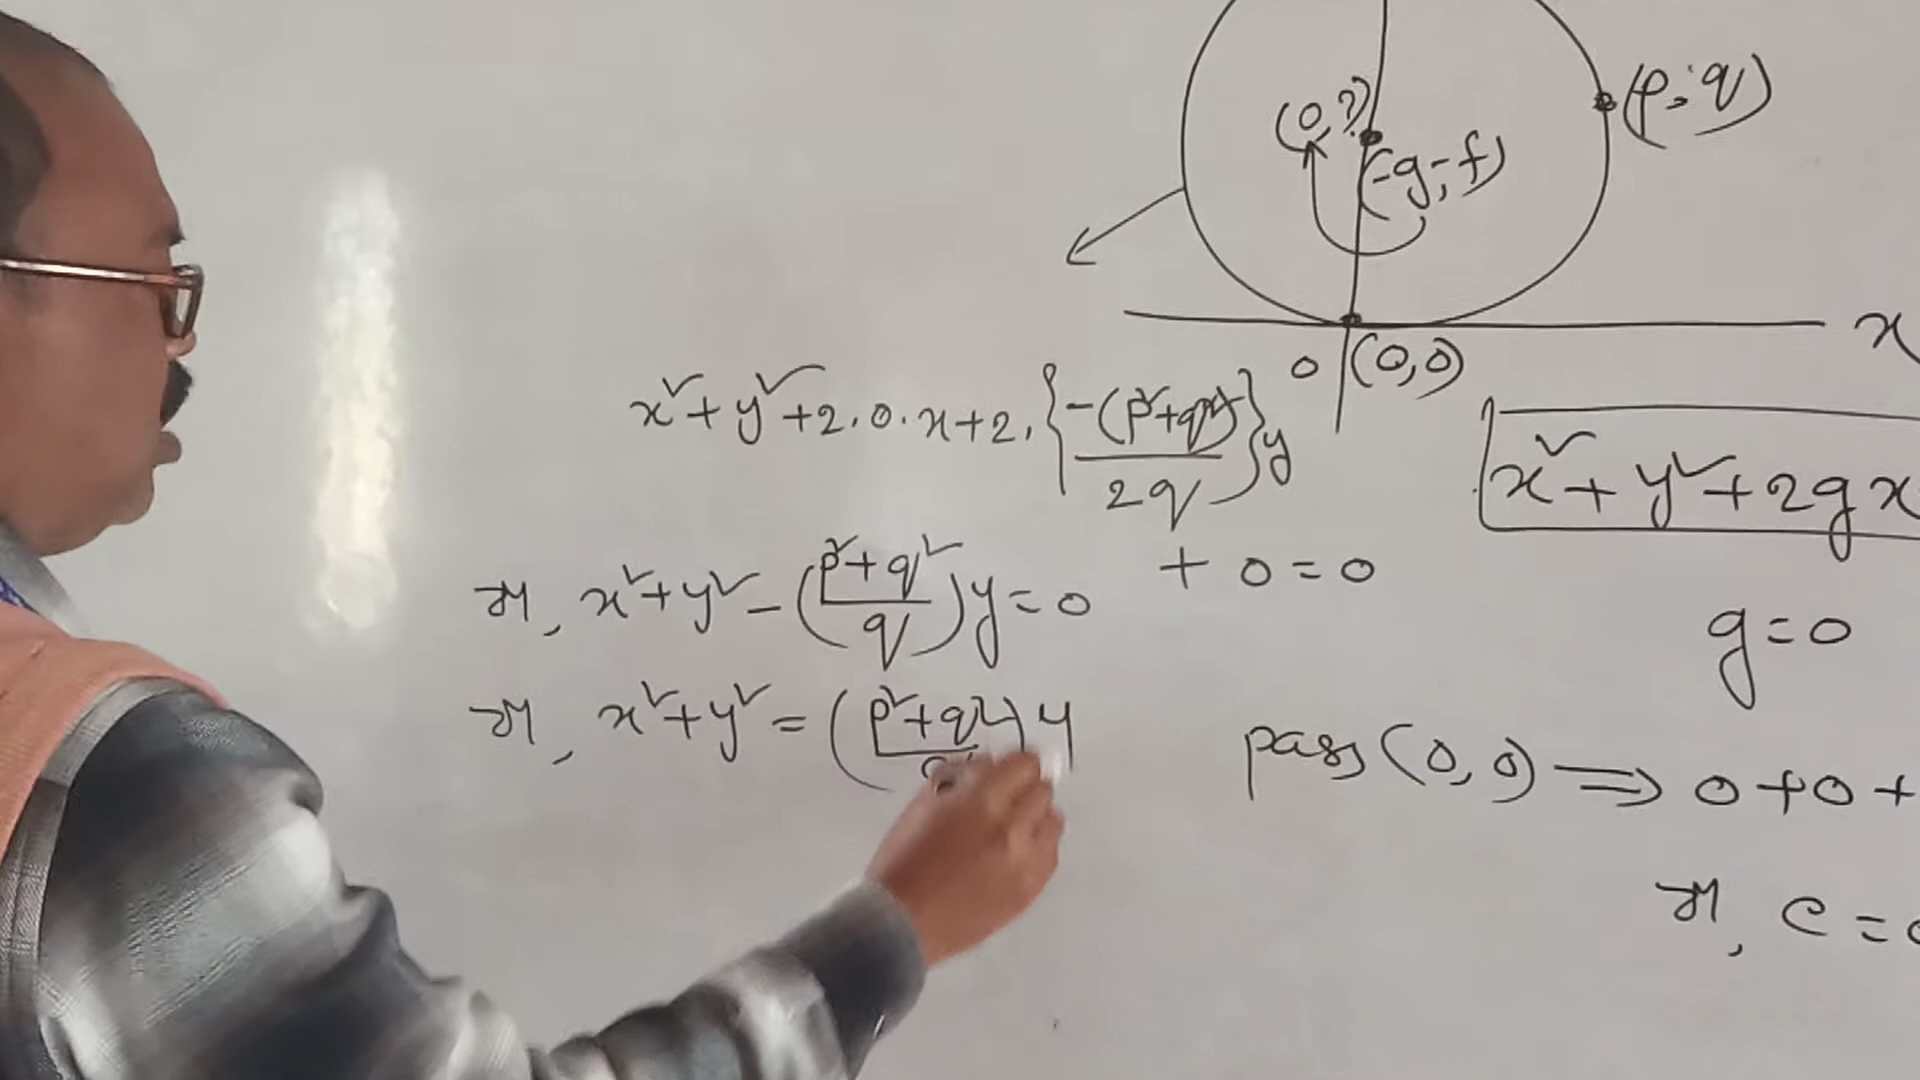 (0,?)
(p, q)
(-g,-f)
x
0 (0,0)
x²+y²+2.0.x+2.{-(p²+q²)/2q}y
+ 0=0
বা, x²+y²-(p²+q²/q)y=0
বা, x²+y²=(p²+q²/q)y
x²+y²+2gx
g=0
pass (0,0) ⟹ 0+0+
বা, c=